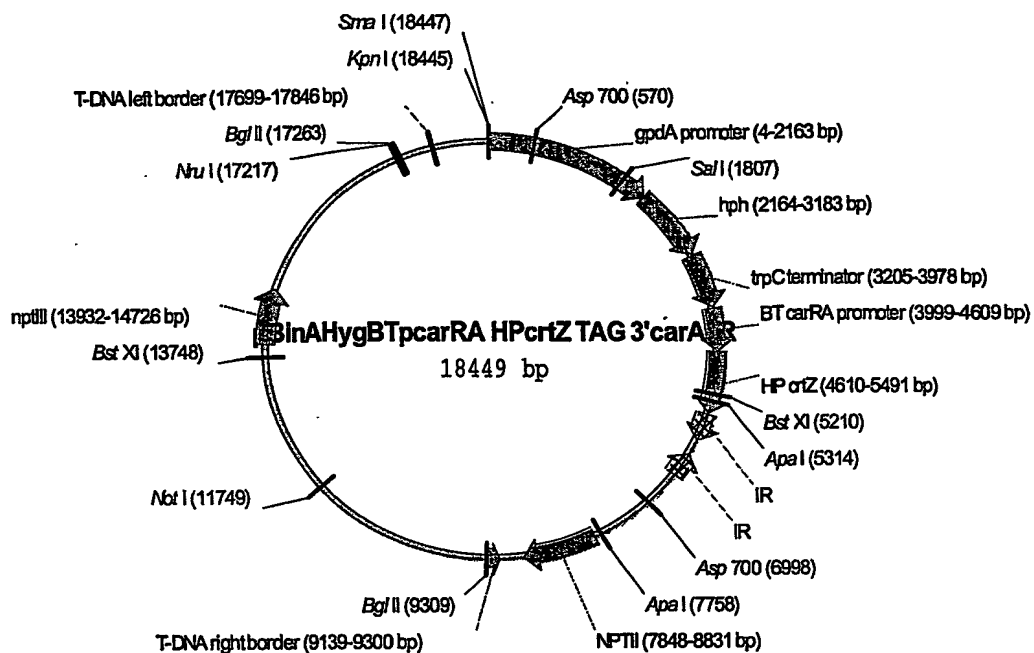 Sma I (18447)
Kpn I (18445)
T-DNA left border (17699-17846 bp)
Bgl II (17263)
Nru I (17217)
Asp 700 (570)
gpdA promoter (4-2163 bp)
Sal I (1807)
hph (2164-3183 bp)
trpC terminator (3205-3978 bp)
BT carRA promoter (3999-4609 bp)
nptIII (13932-14726 bp)
pBinAHygBTpcarRA HPcrtZ TAG 3'carA IR
18449 bp
Bst XI (13748)
HP crtZ (4610-5491 bp)
Bst XI (5210)
Apa I (5314)
IR
IR
Not I (11749)
Asp 700 (6998)
Bgl II (9309)
Apa I (7758)
T-DNA right border (9139-9300 bp)
NPTII (7848-8831 bp)